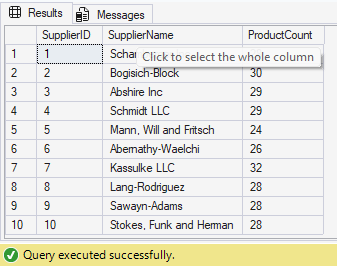 Results Messages
SupplierID SupplierName ProductCount
1 1
Click to select the whole column
2 2 Bogisich-Block 30
3 3 Abshire Inc 29
4 4 Schmidt LLC 29
5 5 Mann, Will and Fritsch 24
6 6 Abernathy-Waelchi 26
7 7 Kassulke LLC 32
8 8 Lang-Rodriguez 28
9 9 Sawayn-Adams 28
10 10 Stokes, Funk and Herman 28
Query executed successfully.